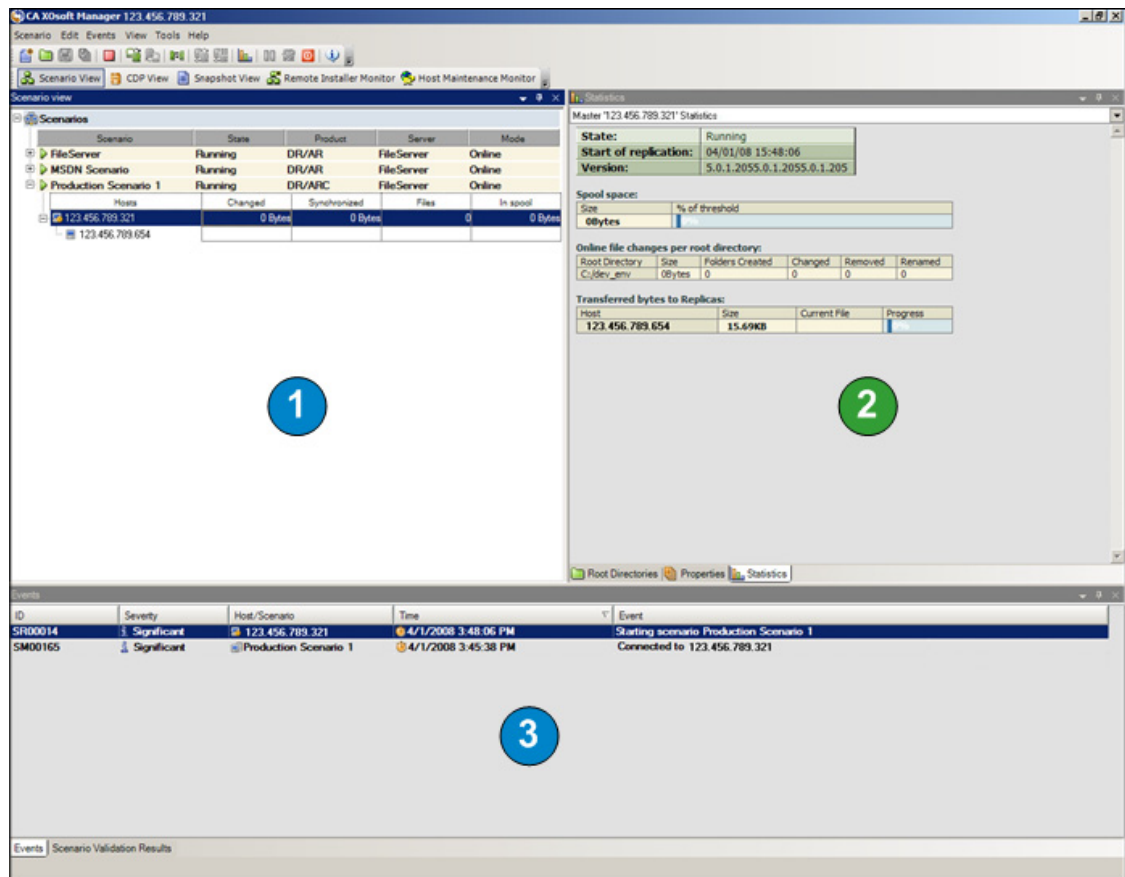 CA XOsoft Manager 123.456.789.321
Scenario Edit Events View Tools Help
Scenario View CDP View Snapshot View Remote Installer Monitor Host Maintenance Monitor
Scenario view
Scenarios
Scenario State Product Server Mode
FileServer Running DR/AR FileServer Online
MSDN Scenario Running DR/AR FileServer Online
Production Scenario 1 Running DR/ARC FileServer Online
Hosts Changed Synchronized Files In spool
123.456.789.321 0 Bytes 0 Bytes 0 0 Bytes
123.456.789.654
1
Statistics
Master '123.456.789.321' Statistics
State: Running
Start of replication: 04/01/08 15:48:06
Version: 5.0.1.2055.0.1.2055.0.1.205
Spool space:
Size % of threshold
0Bytes
Online file changes per root directory:
Root Directory Size Folders Created Changed Removed Renamed
C:/dev_env 0Bytes 0 0 0 0
Transferred bytes to Replicas:
Host Size Current File Progress
123.456.789.654 15.69KB
2
Root Directories Properties Statistics
Events
ID Severity Host/Scenario Time Event
SR00014 Significant 123.456.789.321 4/1/2008 3:48:06 PM Starting scenario Production Scenario 1
SM00165 Significant Production Scenario 1 4/1/2008 3:45:38 PM Connected to 123.456.789.321
3
Events Scenario Validation Results